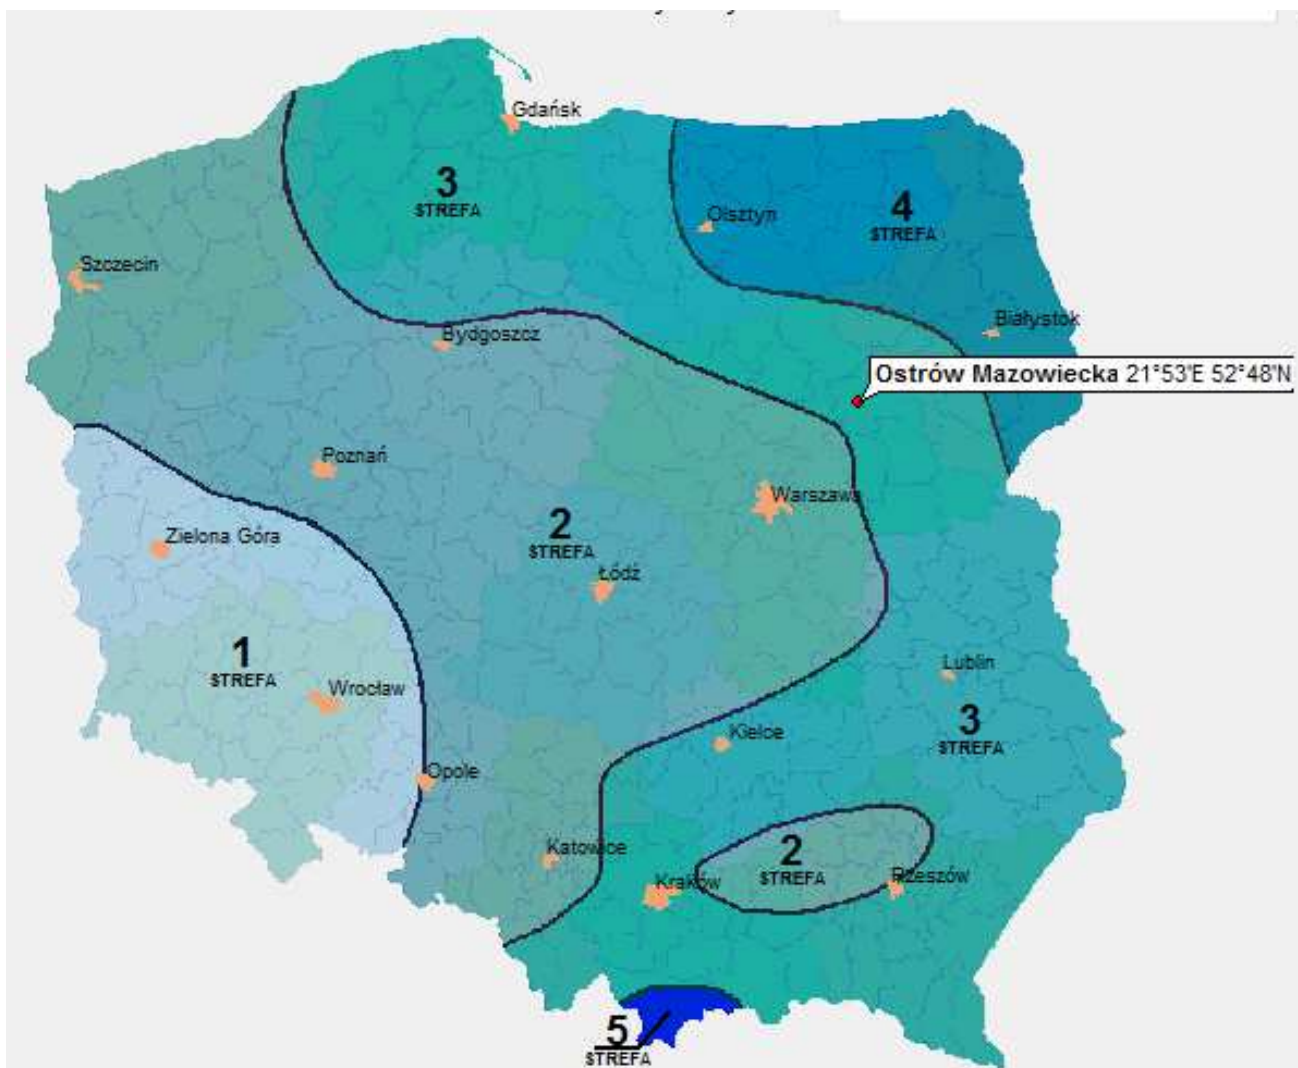 Gdańsk
3
STREFA
4
STREFA
Olsztyn
Szczecin
Bydgoszcz
Białystok
Ostrów Mazowiecka 21°53'E 52°48'N
Poznań
Warszawa
Zielona Góra
2
STREFA
Łódź
1
STREFA
Wrocław
Lublin
3
STREFA
Kielce
Opole
Katowice
2
STREFA
Kraków
Rzeszów
5
STREFA